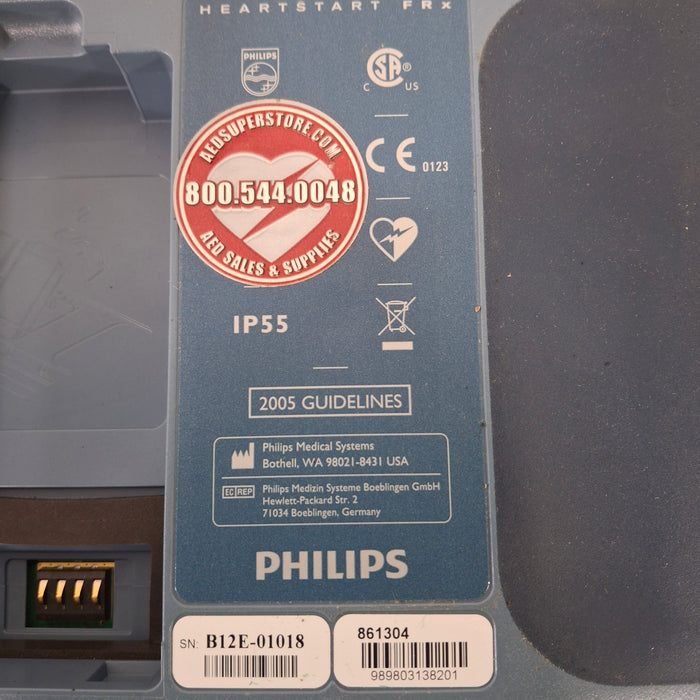 HEARTSTART FRx
PHILIPS
SA®
C US
AEDSUPERSTORE.COM
800.544.0048
AED SALES & SUPPLIES
CE 0123
IP55
2005 GUIDELINES
Philips Medical Systems
Bothell, WA 98021-8431 USA
EC REP
Philips Medizin Systeme Boeblingen GmbH
Hewlett-Packard Str. 2
71034 Boeblingen, Germany
PHILIPS
SN: B12E-01018
861304
989803138201